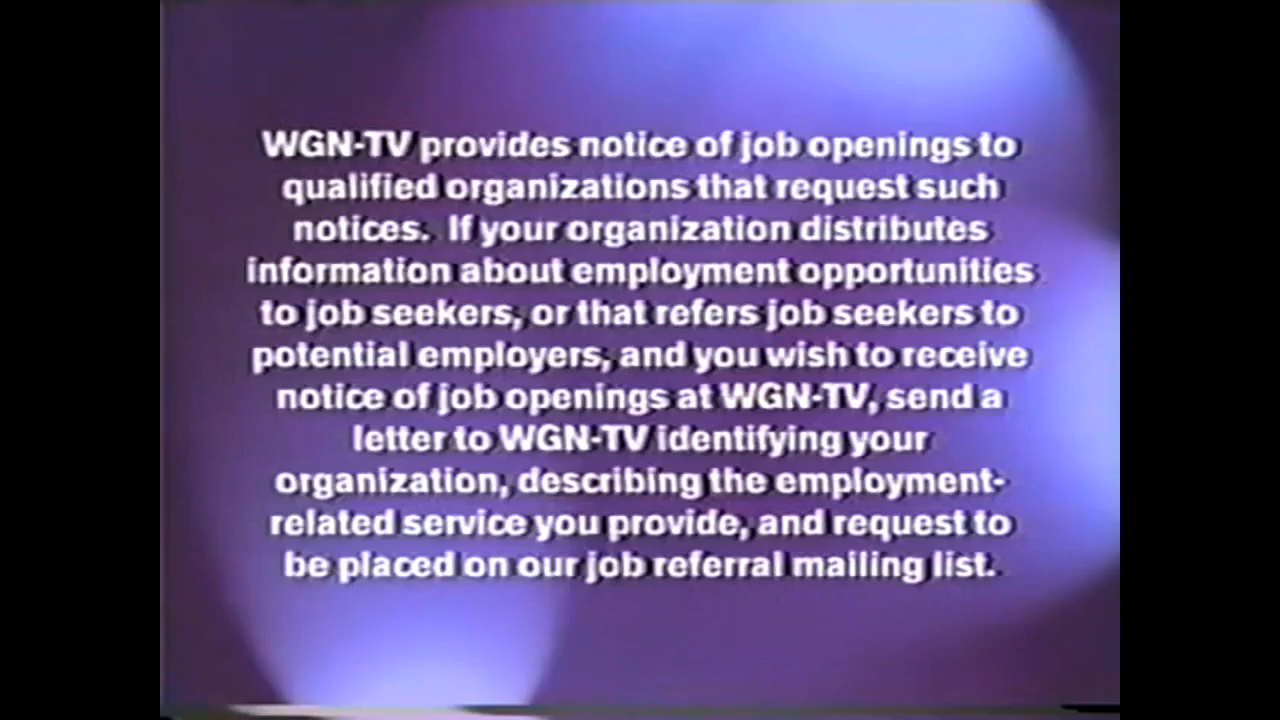 WGN-TV provides notice of job openings to
qualified organizations that request such
notices.  If your organization distributes
information about employment opportunities
to job seekers, or that refers job seekers to
potential employers, and you wish to receive
notice of job openings at WGN-TV, send a
letter to WGN-TV identifying your
organization, describing the employment-
related service you provide, and request to
be placed on our job referral mailing list.